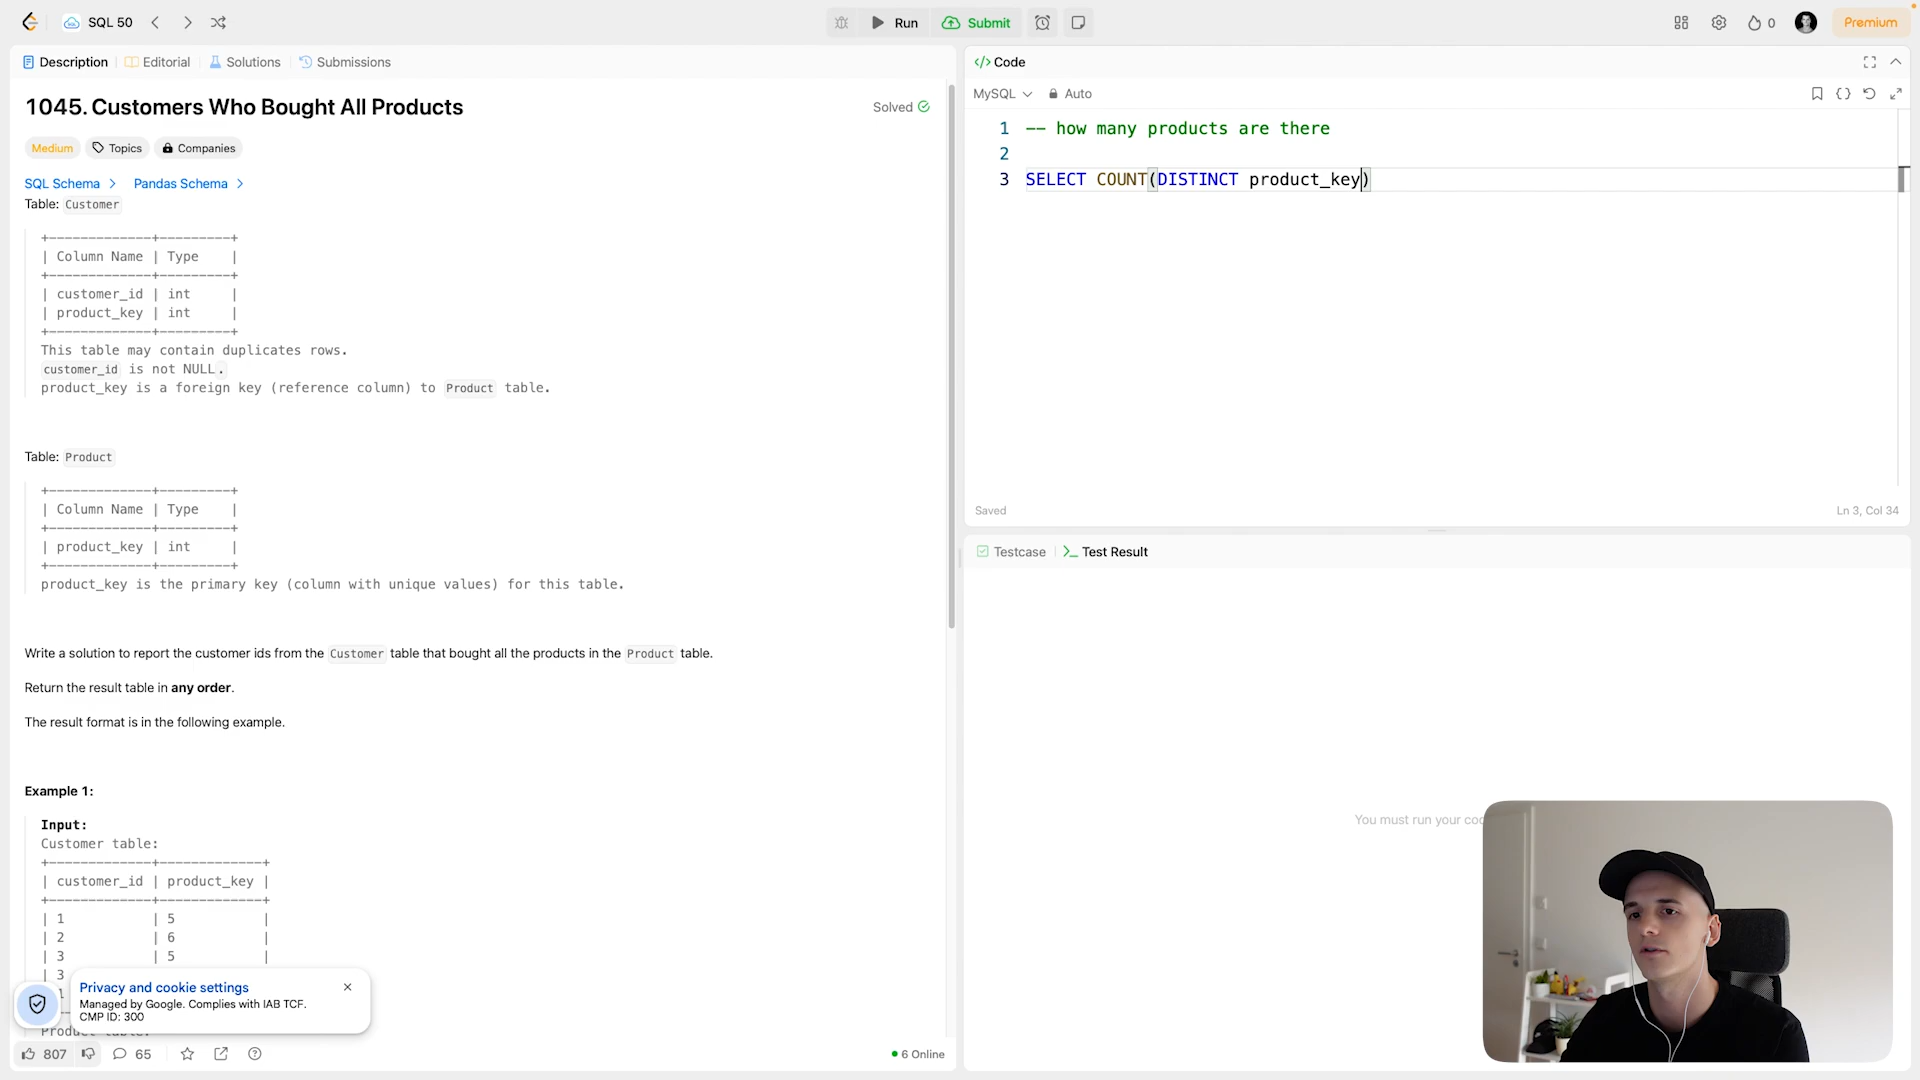 SQL 50
Run
Submit
0
Premium
Description
Editorial
Solutions
Submissions
1045. Customers Who Bought All Products
Solved
Medium
Topics
Companies
SQL Schema
Pandas Schema
Table: Customer
+-------------+---------+
| Column Name | Type    |
+-------------+---------+
| customer_id | int     |
| product_key | int     |
+-------------+---------+
This table may contain duplicates rows.
customer_id is not NULL.
product_key is a foreign key (reference column) to Product table.
Table: Product
+-------------+---------+
| Column Name | Type    |
+-------------+---------+
| product_key | int     |
+-------------+---------+
product_key is the primary key (column with unique values) for this table.
Write a solution to report the customer ids from the Customer table that bought all the products in the Product table.
Return the result table in any order.
The result format is in the following example.
Example 1:
Input:
Customer table:
+-------------+-------------+
| customer_id | product_key |
+-------------+-------------+
| 1           | 5           |
| 2           | 6           |
| 3           | 5           |
| 3
Privacy and cookie settings
Managed by Google. Complies with IAB TCF.
CMP ID: 300
Product table:
807
65
6 Online
</> Code
MySQL
Auto
1 -- how many products are there
2
3 SELECT COUNT(DISTINCT product_key)
Saved
Ln 3, Col 34
Testcase
>_ Test Result
You must run your